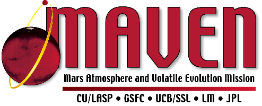 MAVEN
Mars Atmosphere and Volatile Evolution Mission
CU/LASP • GSFC • UCB/SSL • LM • JPL